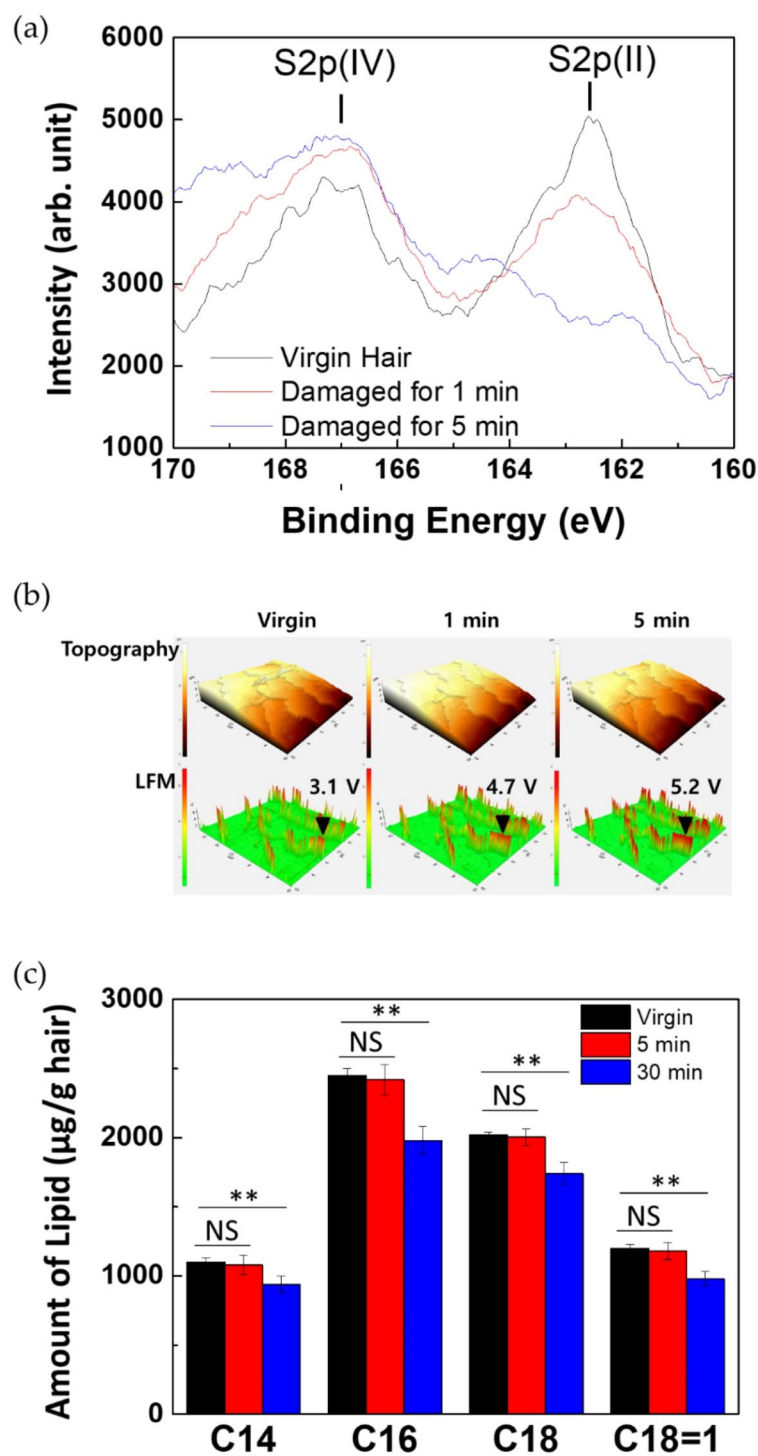 (a)
6000
5000
4000
3000
2000
1000
Intensity (arb. unit)
S2p(IV)
S2p(II)
Virgin Hair
Damaged for 1 min
Damaged for 5 min
170
168
166
164
162
160
Binding Energy (eV)
(b)
Virgin
1 min
5 min
Topography
LFM
3.1 V
4.7 V
5.2 V
(c)
3000
2000
1000
0
Amount of Lipid (µg/g hair)
Virgin
5 min
30 min
**
NS
**
NS
**
NS
**
NS
C14
C16
C18
C18=1